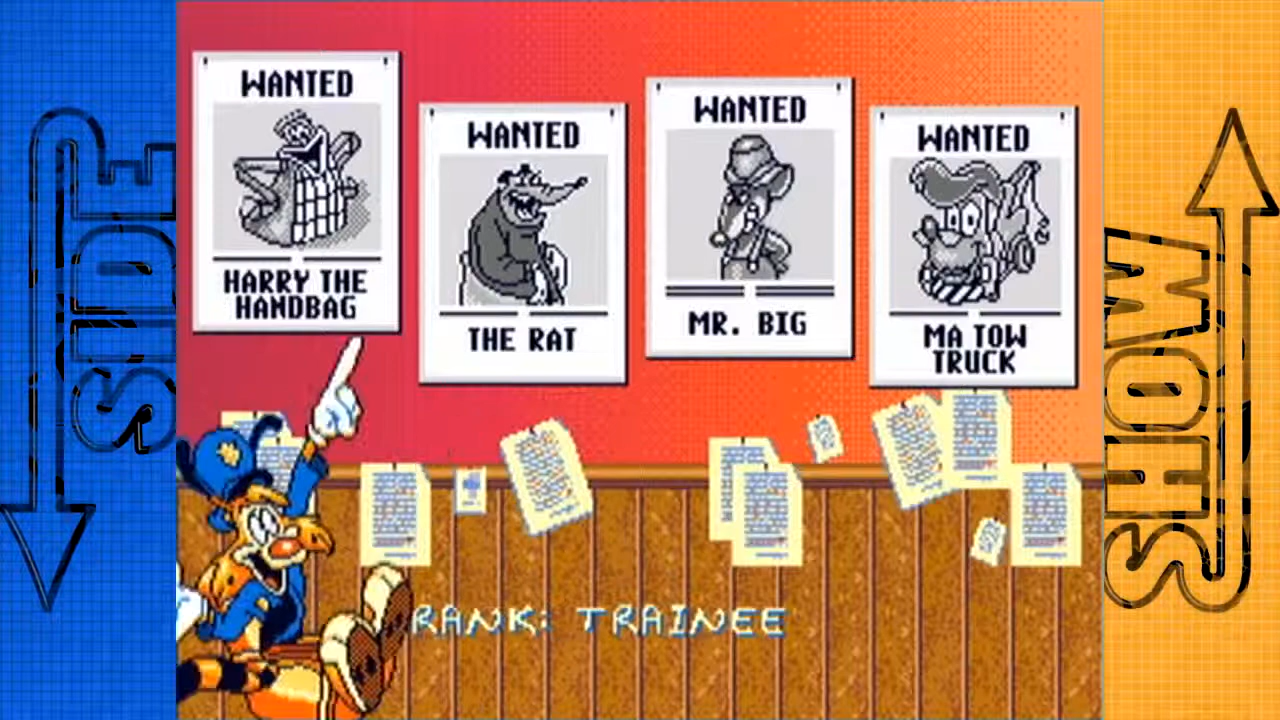 SIDE
WANTED
HARRY THE
HANDBAG
WANTED
THE RAT
WANTED
MR. BIG
WANTED
MA TOW
TRUCK
RANK: TRAINEE
SHOW